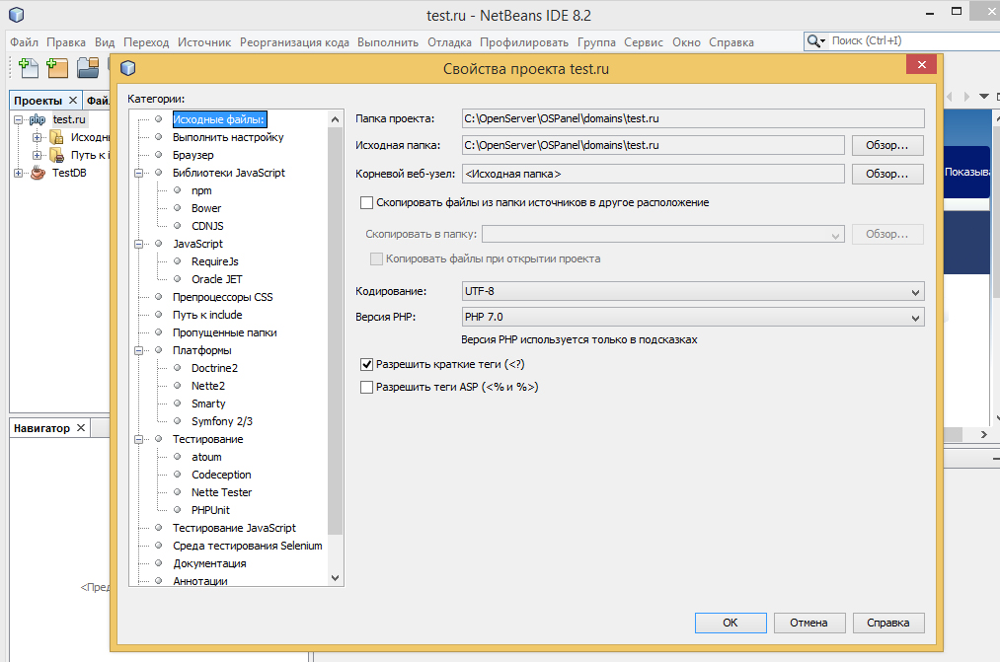 test.ru - NetBeans IDE 8.2
Файл Правка Вид Переход Источник Реорганизация кода Выполнить Отладка Профилировать Группа Сервис Окно Справка
Поиск (Ctrl+I)
Проекты
Фай
php test.ru
Исходн
Путь к i
TestDB
Показыва
Навигатор
<Пред
Свойства проекта test.ru
Категории:
Исходные файлы:
Выполнить настройку
Браузер
Библиотеки JavaScript
npm
Bower
CDNJS
JavaScript
RequireJs
Oracle JET
Препроцессоры CSS
Путь к include
Пропущенные папки
Платформы
Doctrine2
Nette2
Smarty
Symfony 2/3
Тестирование
atoum
Codeception
Nette Tester
PHPUnit
Тестирование JavaScript
Среда тестирования Selenium
Документация
Аннотации
Папка проекта: C:\OpenServer\OSPanel\domains\test.ru
Исходная папка: C:\OpenServer\OSPanel\domains\test.ru Обзор...
Корневой веб-узел: <Исходная папка> Обзор...
Скопировать файлы из папки источников в другое расположение
Скопировать в папку: Обзор...
Копировать файлы при открытии проекта
Кодирование: UTF-8
Версия PHP: PHP 7.0
Версия PHP используется только в подсказках
Разрешить краткие теги (<?)
Разрешить теги ASP (<% и %>)
ОК Отмена Справка